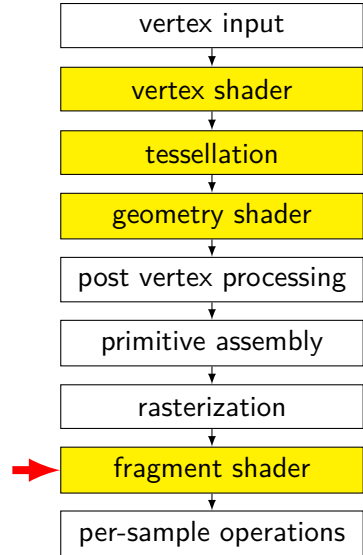 vertex input
vertex shader
tessellation
geometry shader
post vertex processing
primitive assembly
rasterization
fragment shader
per-sample operations